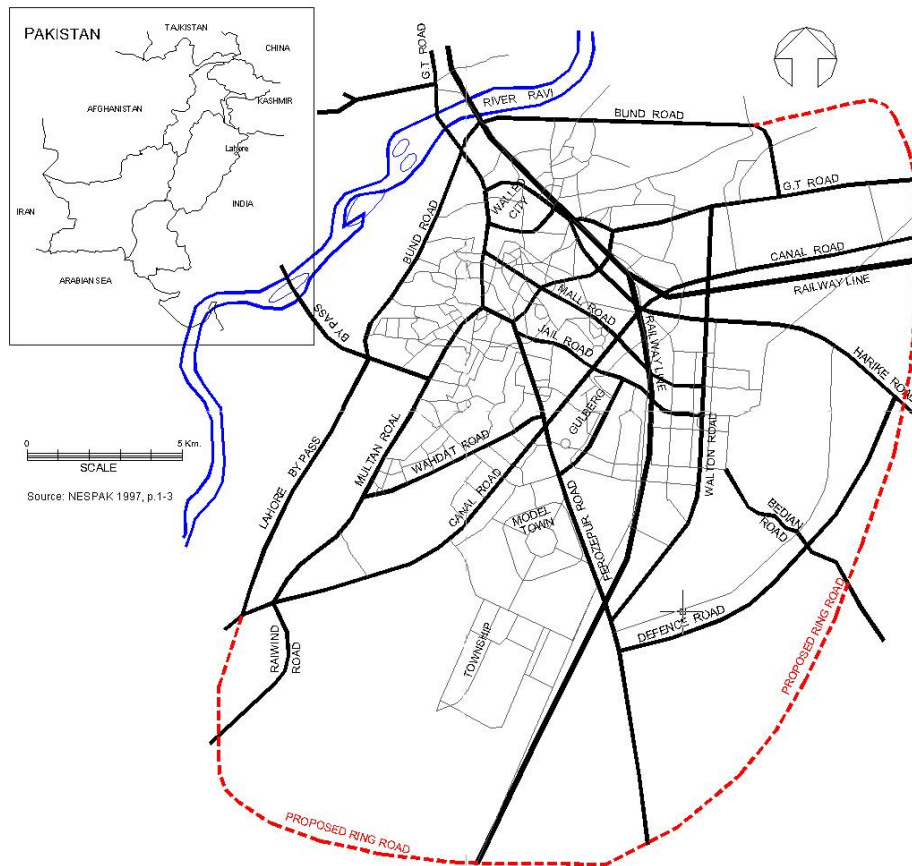 PAKISTAN
TAJKISTAN
CHINA
AFGHANISTAN
KASHMIR
Lahore
IRAN
INDIA
ARABIAN SEA
G.T ROAD
RIVER RAVI
BUND ROAD
WALLED
CITY
G.T ROAD
BUND ROAD
CANAL ROAD
RAILWAY LINE
MALL ROAD
BY PASS
JAIL ROAD
RAILWAY LINE
HARIKE ROAD
GULBERG
0
5 Km.
SCALE
Source: NESPAK 1997, p.1-3
LAHORE BY PASS
MULTAN ROAL
WAHDAT ROAD
CANAL ROAD
WALTON ROAD
BEDIAN
ROAD
MODEL
TOWN
FEROZEPUR ROAD
DEFENCE ROAD
RAIWIND
ROAD
TOWNSHIP
PROPOSED RING ROAD
PROPOSED RING ROAD